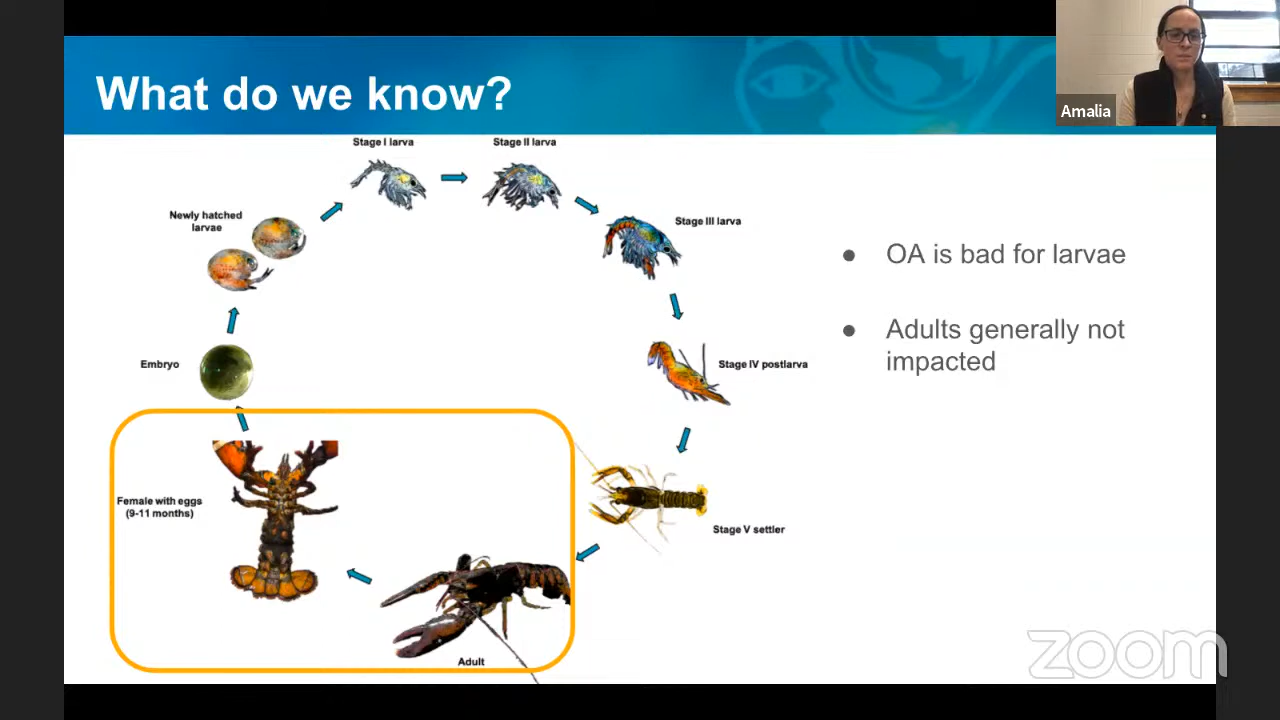 What do we know?
Amalia
Stage I larva
Stage II larva
Newly hatched
larvae
Stage III larva
OA is bad for larvae
Adults generally not
impacted
Embryo
Stage IV postlarva
Female with eggs
(9-11 months)
Stage V settler
Adult
zoom